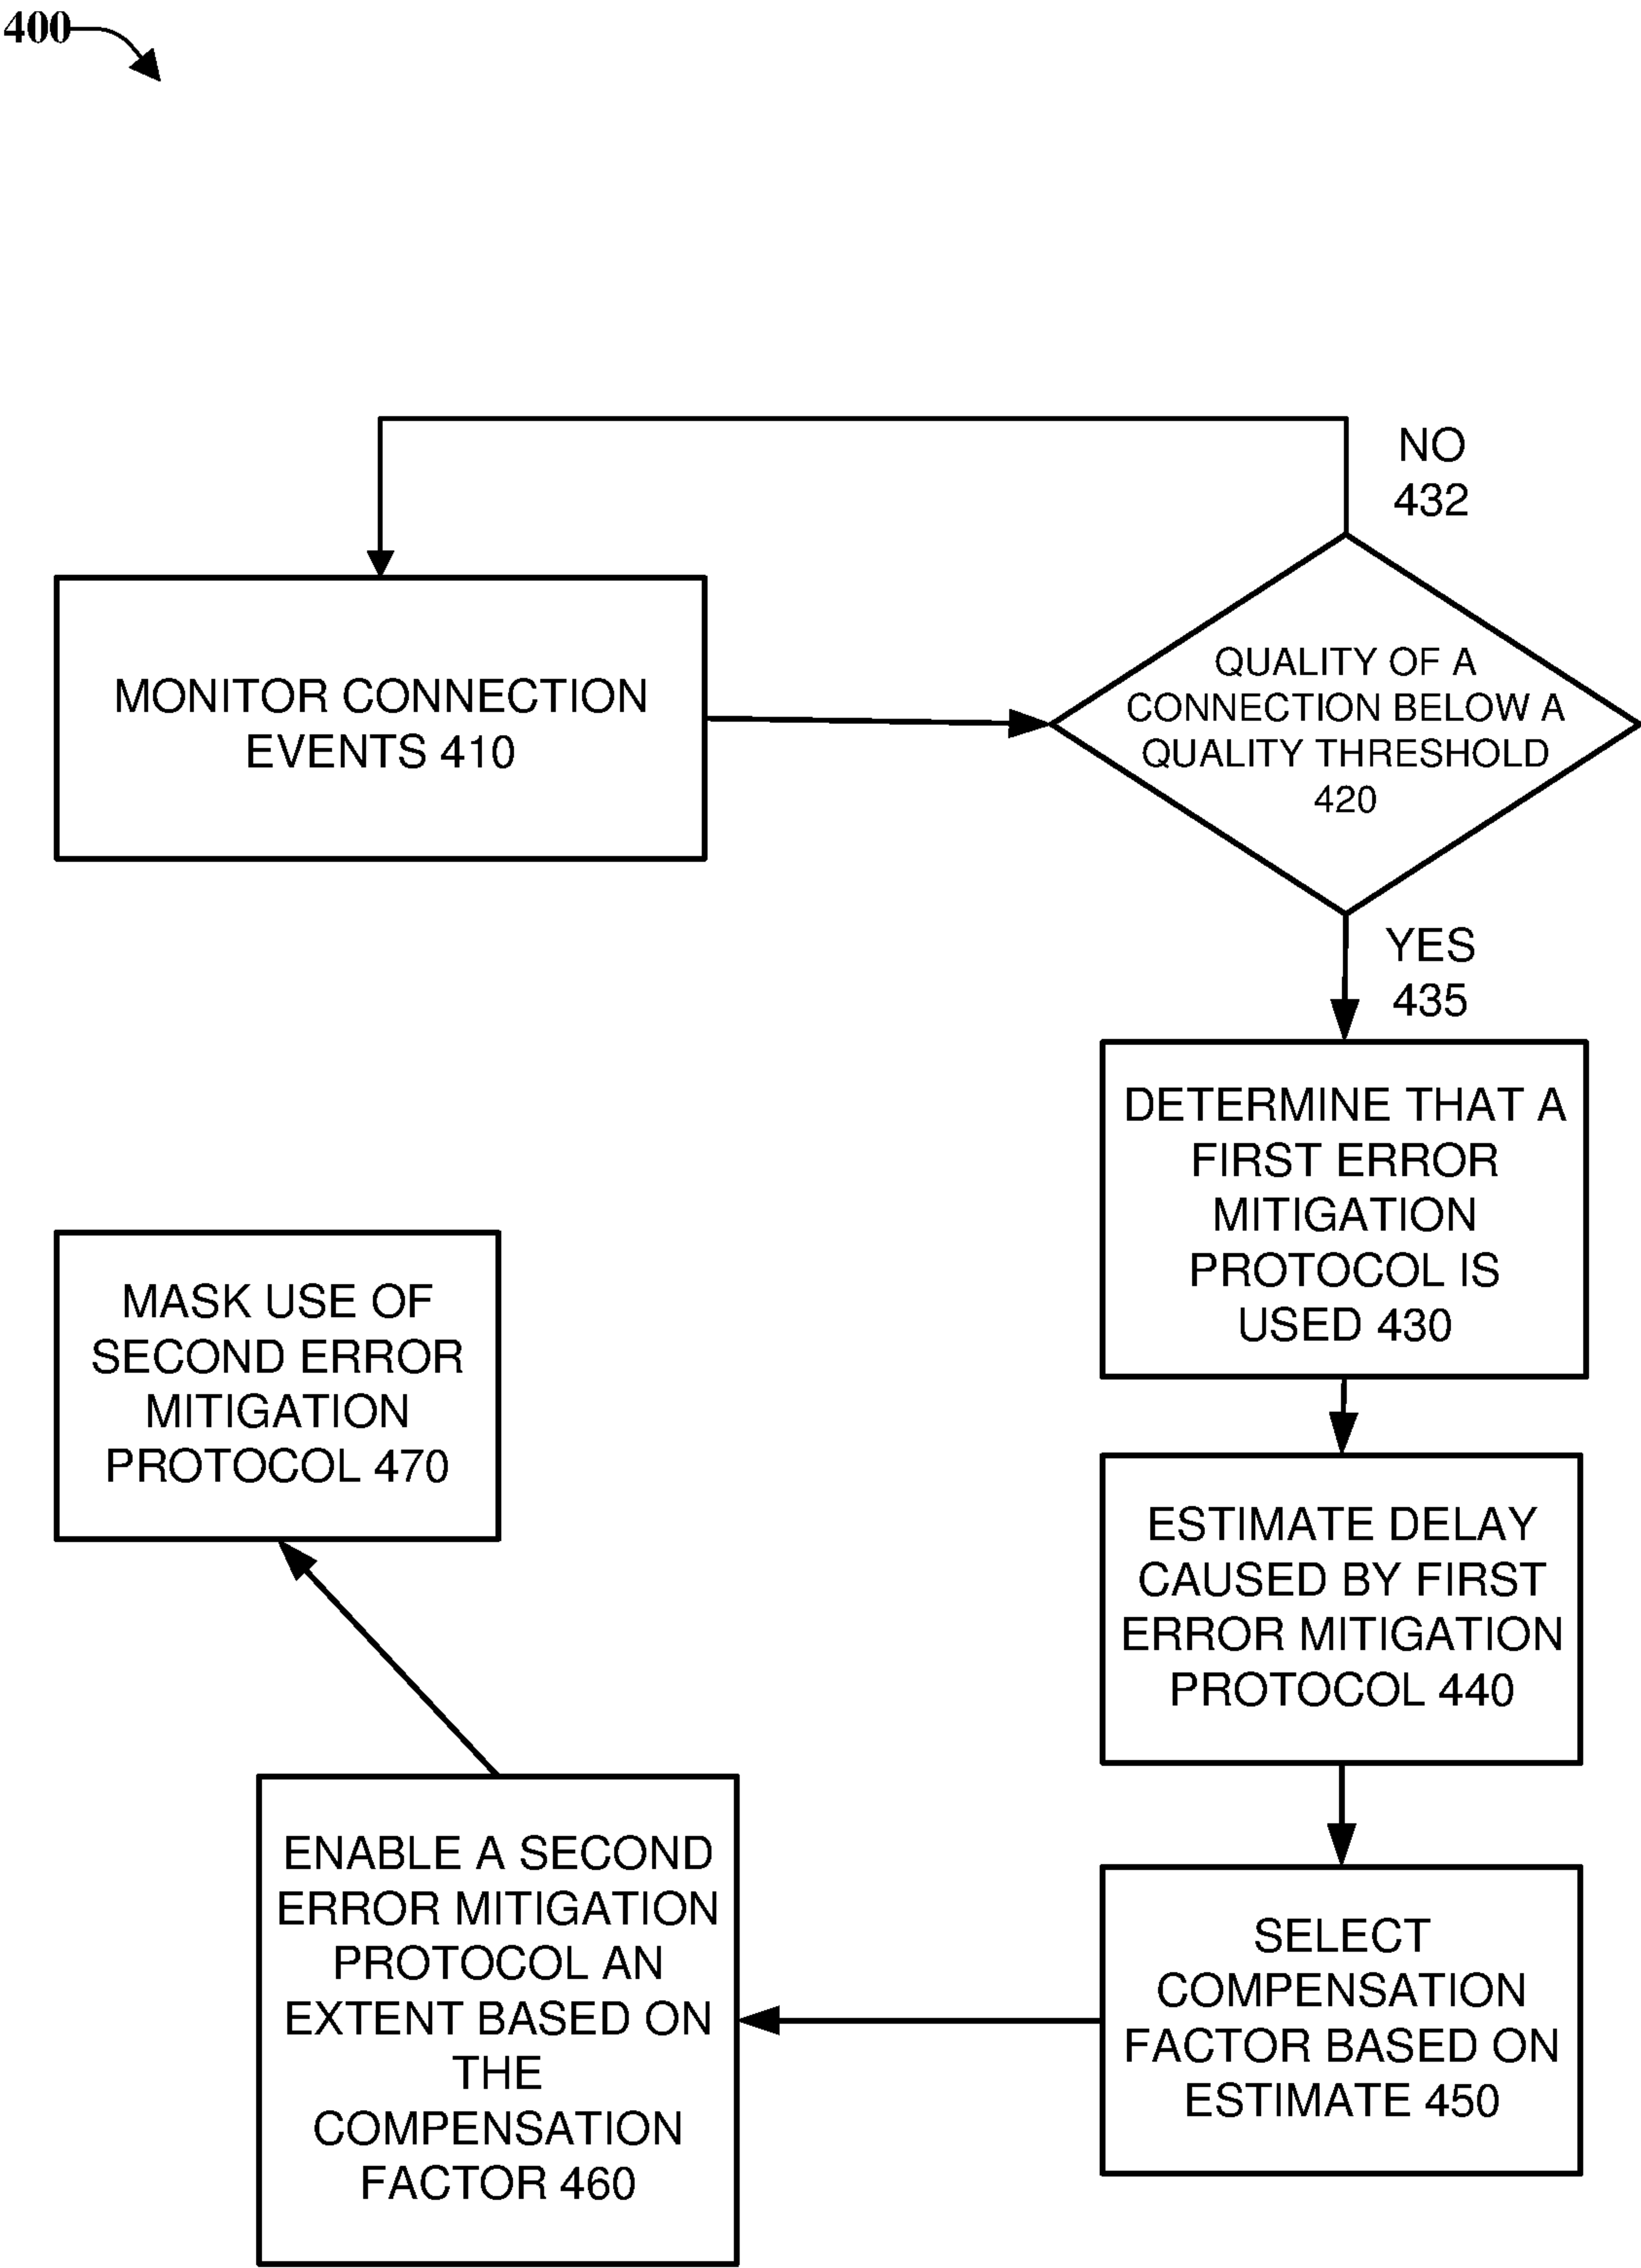 400
NO
432
MONITOR CONNECTION
EVENTS 410
QUALITY OF A
CONNECTION BELOW A
QUALITY THRESHOLD
420
YES
435
DETERMINE THAT A
FIRST ERROR
MITIGATION
PROTOCOL IS
USED 430
ESTIMATE DELAY
CAUSED BY FIRST
ERROR MITIGATION
PROTOCOL 440
SELECT
COMPENSATION
FACTOR BASED ON
ESTIMATE 450
ENABLE A SECOND
ERROR MITIGATION
PROTOCOL AN
EXTENT BASED ON
THE
COMPENSATION
FACTOR 460
MASK USE OF
SECOND ERROR
MITIGATION
PROTOCOL 470